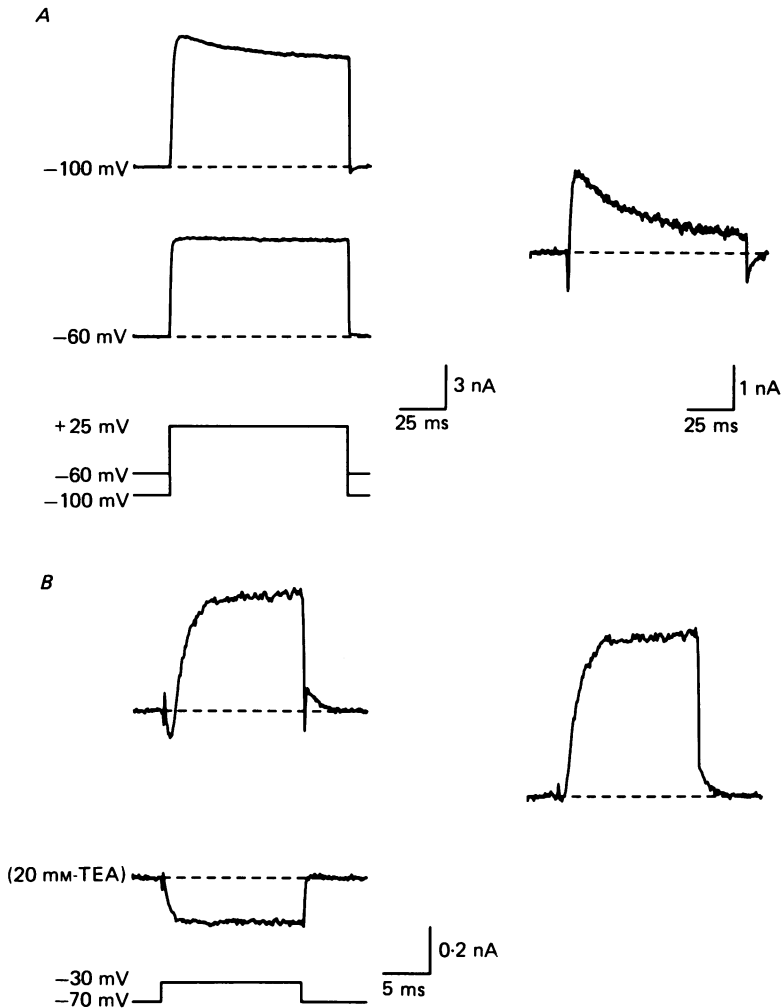 A
−100 mV
−60 mV
3 nA
25 ms
1 nA
25 ms
+25 mV
−60 mV
−100 mV
B
(20 mM-TEA)
0·2 nA
5 ms
−30 mV
−70 mV